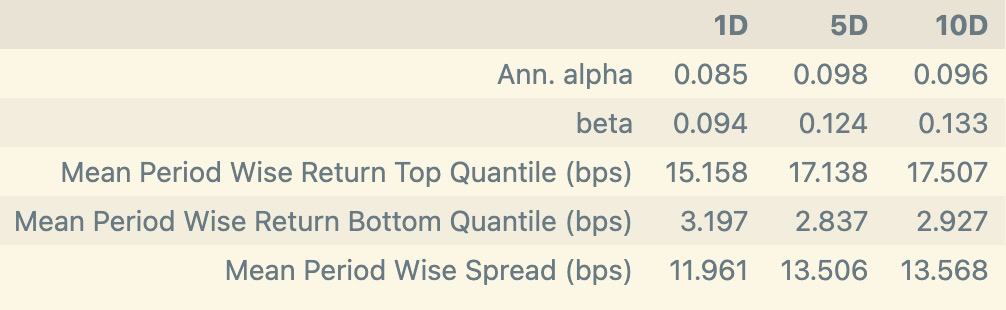 1D 5D 10D
Ann. alpha 0.085 0.098 0.096
beta 0.094 0.124 0.133
Mean Period Wise Return Top Quantile (bps) 15.158 17.138 17.507
Mean Period Wise Return Bottom Quantile (bps) 3.197 2.837 2.927
Mean Period Wise Spread (bps) 11.961 13.506 13.568